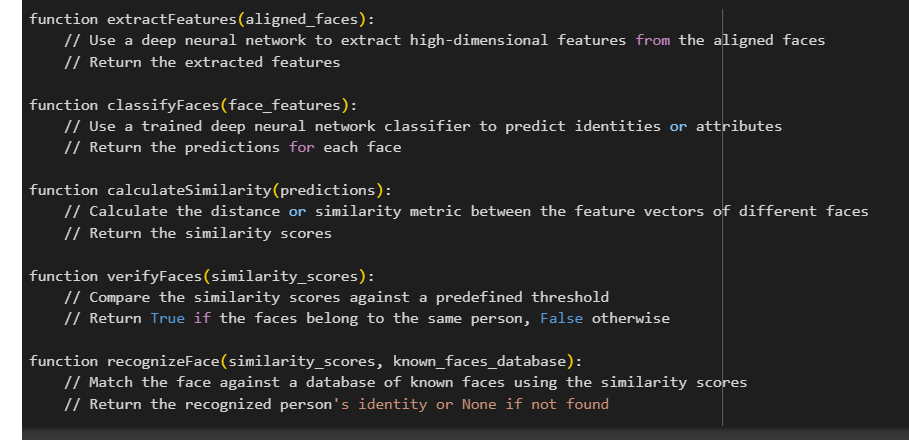 function extractFeatures(aligned_faces):
// Use a deep neural network to extract high-dimensional features from the aligned faces
// Return the extracted features
function classifyFaces(face_features):
// Use a trained deep neural network classifier to predict identities or attributes
// Return the predictions for each face
function calculateSimilarity(predictions):
// Calculate the distance or similarity metric between the feature vectors of different faces
// Return the similarity scores
function verifyFaces(similarity_scores):
// Compare the similarity scores against a predefined threshold
// Return True if the faces belong to the same person, False otherwise
function recognizeFace(similarity_scores, known_faces_database):
// Match the face against a database of known faces using the similarity scores
// Return the recognized person's identity or None if not found